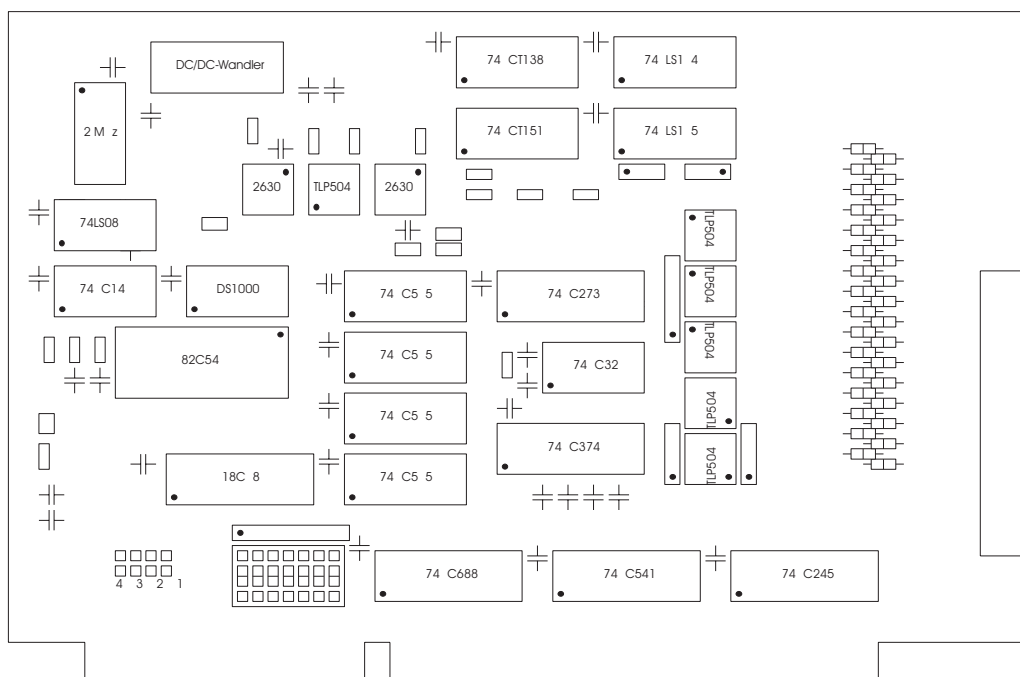 DC/DC-Wandler
74 CT138
74 LS1 4
2 M z
74 CT151
74 LS1 5
2630
TLP504
2630
74LS08
TLP504
74 C14
DS1000
74 C5 5
74 C273
TLP504
82C54
74 C5 5
74 C32
TLP504
74 C5 5
TLP504
74 C374
18C 8
74 C5 5
TLP504
4 3 2 1
74 C688
74 C541
74 C245